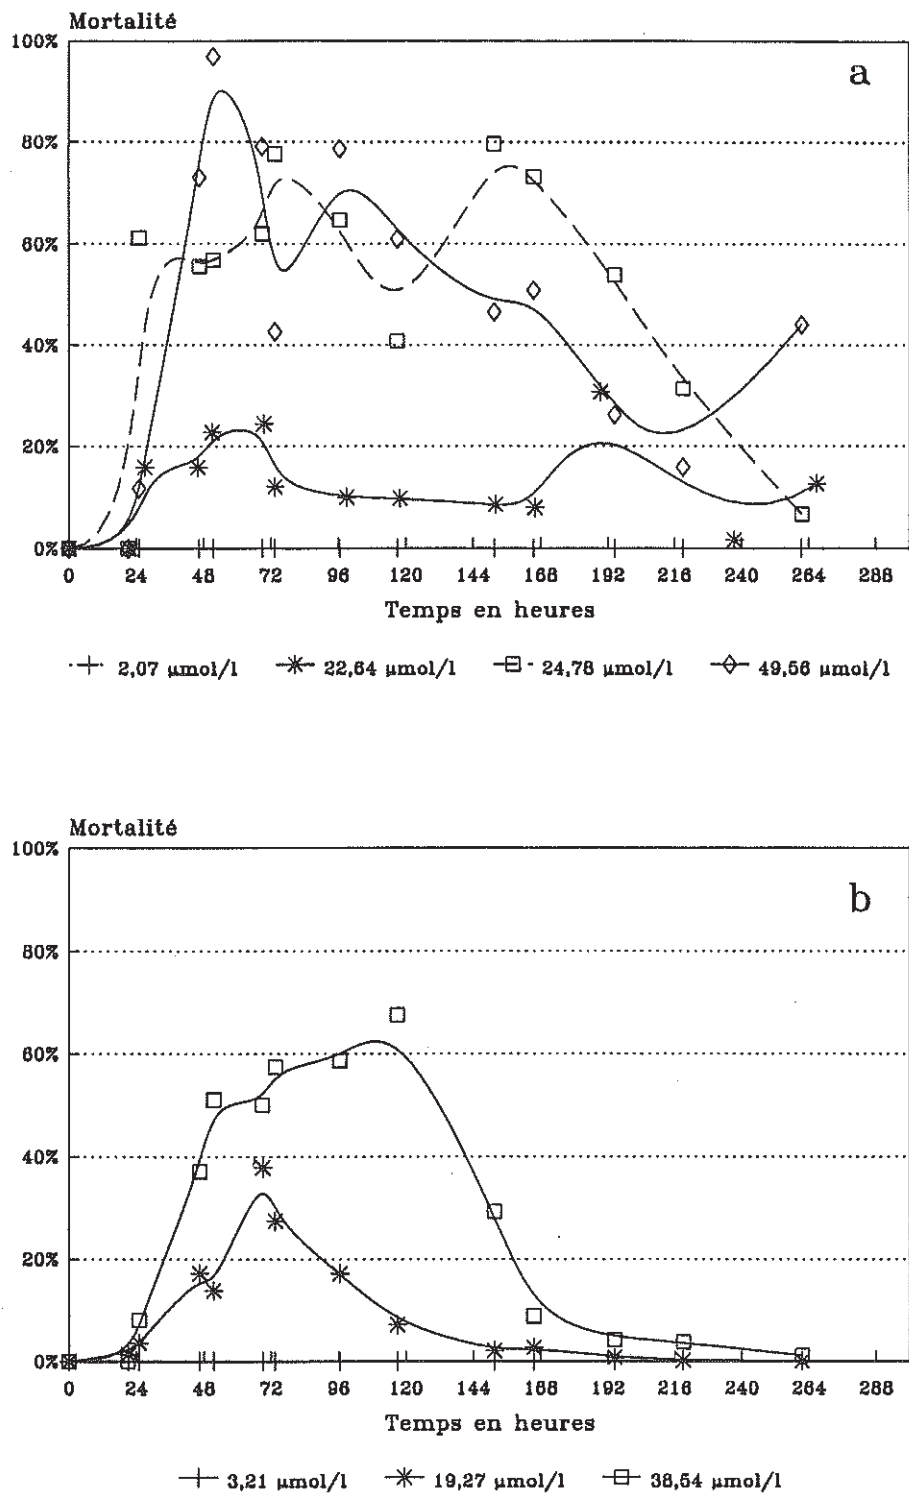 Mortalité
100%
a
80%
60%
40%
20%
0%
0 24 48 72 96 120 144 168 192 216 240 264 288
Temps en heures
2,07 μmol/l 22,64 μmol/l 24,78 μmol/l 49,56 μmol/l
Mortalité
100%
b
80%
60%
40%
20%
0%
0 24 48 72 96 120 144 168 192 216 240 264 288
Temps en heures
3,21 μmol/l 19,27 μmol/l 38,54 μmol/l